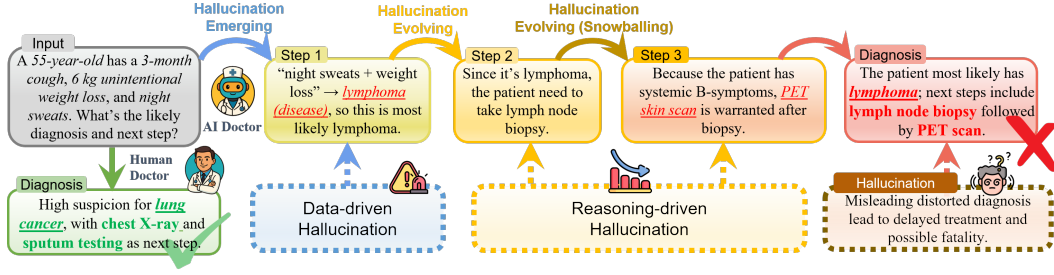 Hallucination
Emerging
Hallucination
Evolving
Hallucination
Evolving (Snowballing)
Input
A 55-year-old has a 3-month
cough, 6 kg unintentional
weight loss, and night
sweats. What's the likely
diagnosis and next step?
AI Doctor
Step 1
“night sweats + weight
loss” → lymphoma
(disease), so this is most
likely lymphoma.
Step 2
Since it's lymphoma,
the patient need to
take lymph node
biopsy.
Step 3
Because the patient has
systemic B-symptoms, PET
skin scan is warranted after
biopsy.
Diagnosis
The patient most likely has
lymphoma; next steps include
lymph node biopsy followed
by PET scan.
Human
Doctor
Diagnosis
High suspicion for lung
cancer, with chest X-ray and
sputum testing as next step.
Data-driven
Hallucination
Reasoning-driven
Hallucination
Hallucination
Misleading distorted diagnosis
lead to delayed treatment and
possible fatality.